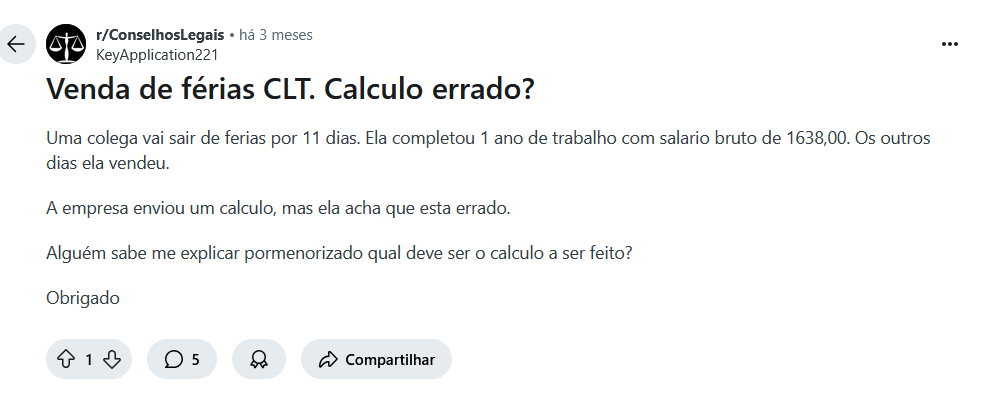 r/ConselhosLegais • há 3 meses
KeyApplication221
Venda de férias CLT. Calculo errado?
Uma colega vai sair de ferias por 11 dias. Ela completou 1 ano de trabalho com salario bruto de 1638,00. Os outros
dias ela vendeu.
A empresa enviou um calculo, mas ela acha que esta errado.
Alguém sabe me explicar pormenorizado qual deve ser o calculo a ser feito?
Obrigado
1 5 Compartilhar